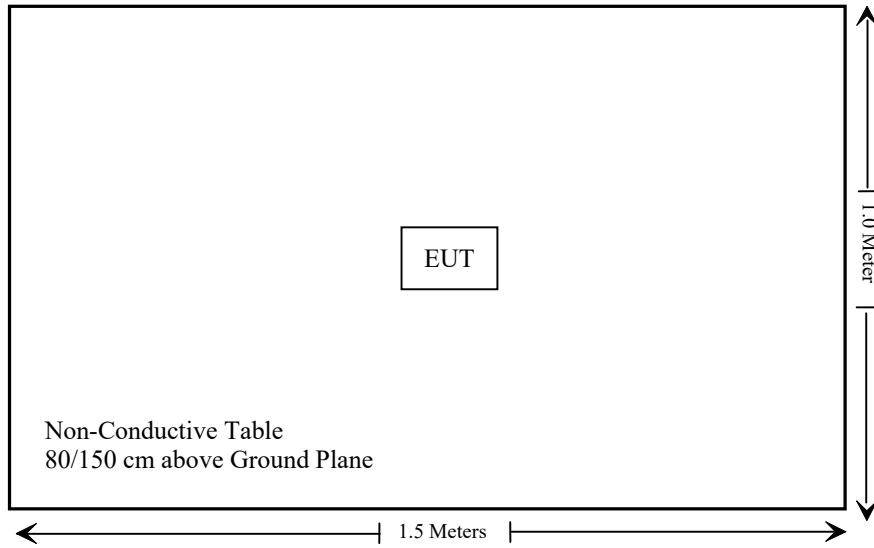 EUT
1.0 Meter
Non-Conductive Table
80/150 cm above Ground Plane
1.5 Meters